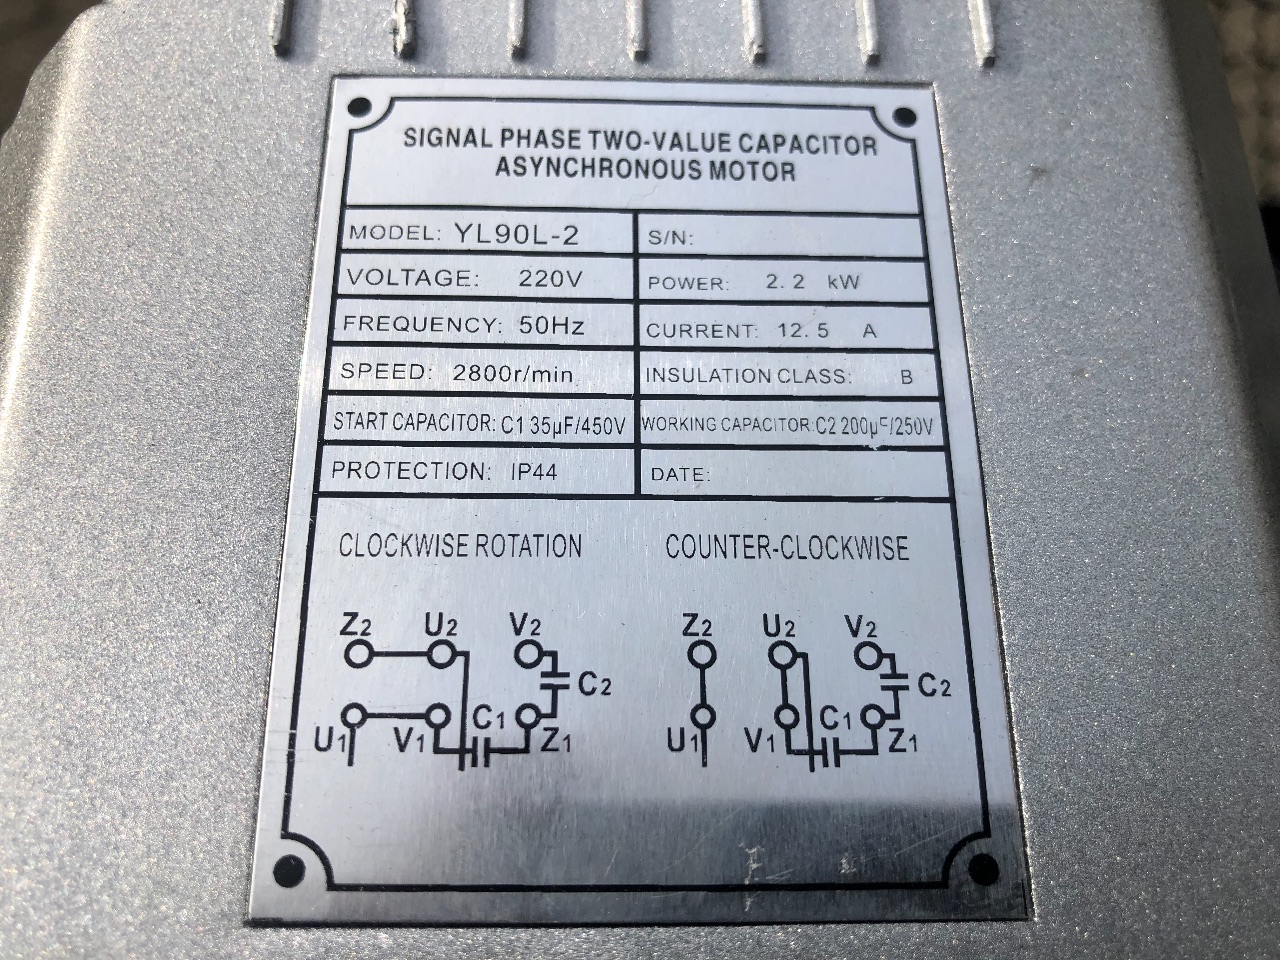 SIGNAL PHASE TWO-VALUE CAPACITOR
ASYNCHRONOUS MOTOR
MODEL: YL90L-2
S/N:
VOLTAGE: 220V
POWER: 2.2 kW
FREQUENCY: 50Hz
CURRENT: 12.5 A
SPEED: 2800r/min
INSULATION CLASS: B
START CAPACITOR: C1 35μF/450V
WORKING CAPACITOR: C2 200μF/250V
PROTECTION: IP44
DATE:
CLOCKWISE ROTATION
COUNTER-CLOCKWISE
Z2 U2 V2
C2
U1 V1 C1 Z1
Z2 U2 V2
C2
U1 V1 C1 Z1